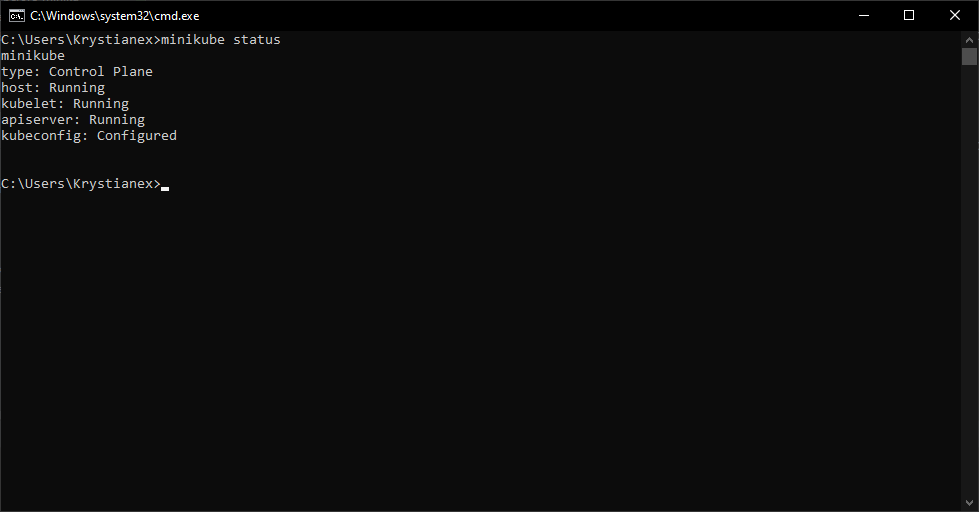 C:\Windows\system32\cmd.exe
C:\Users\Krystianex>minikube status
minikube
type: Control Plane
host: Running
kubelet: Running
apiserver: Running
kubeconfig: Configured
C:\Users\Krystianex>